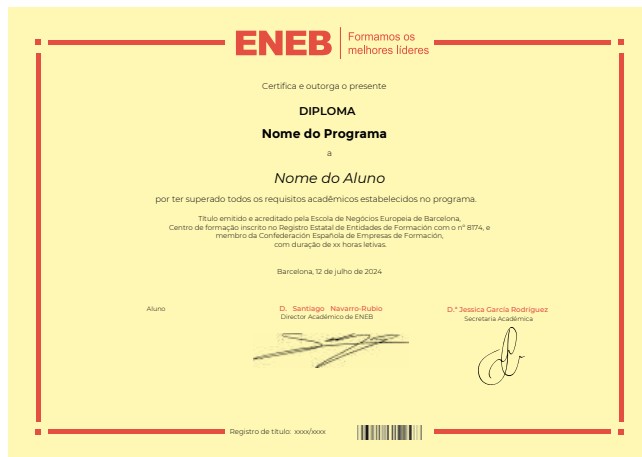 ENEB
Formamos os
melhores líderes
Certifica e outorga o presente
DIPLOMA
Nome do Programa
a
Nome do Aluno
por ter superado todos os requisitos acadêmicos estabelecidos no programa.
Título emitido e acreditado pela Escola de Negócios Europeia de Barcelona,
Centro de formação inscrito no Registro Estatal de Entidades de Formación com o nº 8174, e
membro da Confederación Española de Empresas de Formación,
com duração de xx horas letivas.
Barcelona, 12 de julho de 2024
Aluno
D. Santiago Navarro-Rubio
Director Académico de ENEB
D.ª Jessica García Rodríguez
Secretaria Académica
Registro de título: xxxx/xxxx